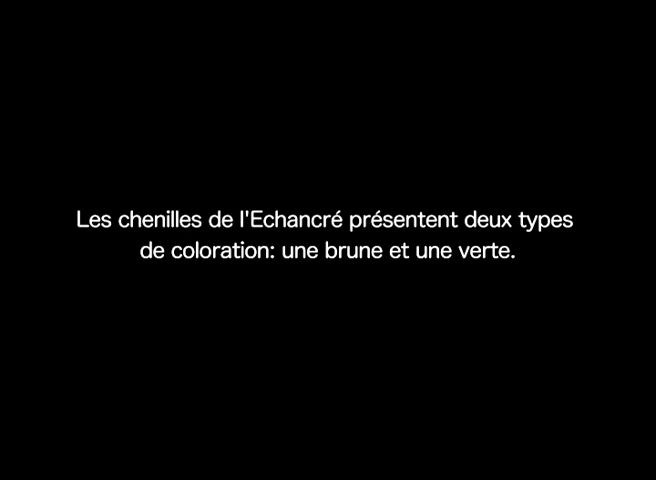 Les chenilles de l'Echancré présentent deux types
de coloration: une brune et une verte.